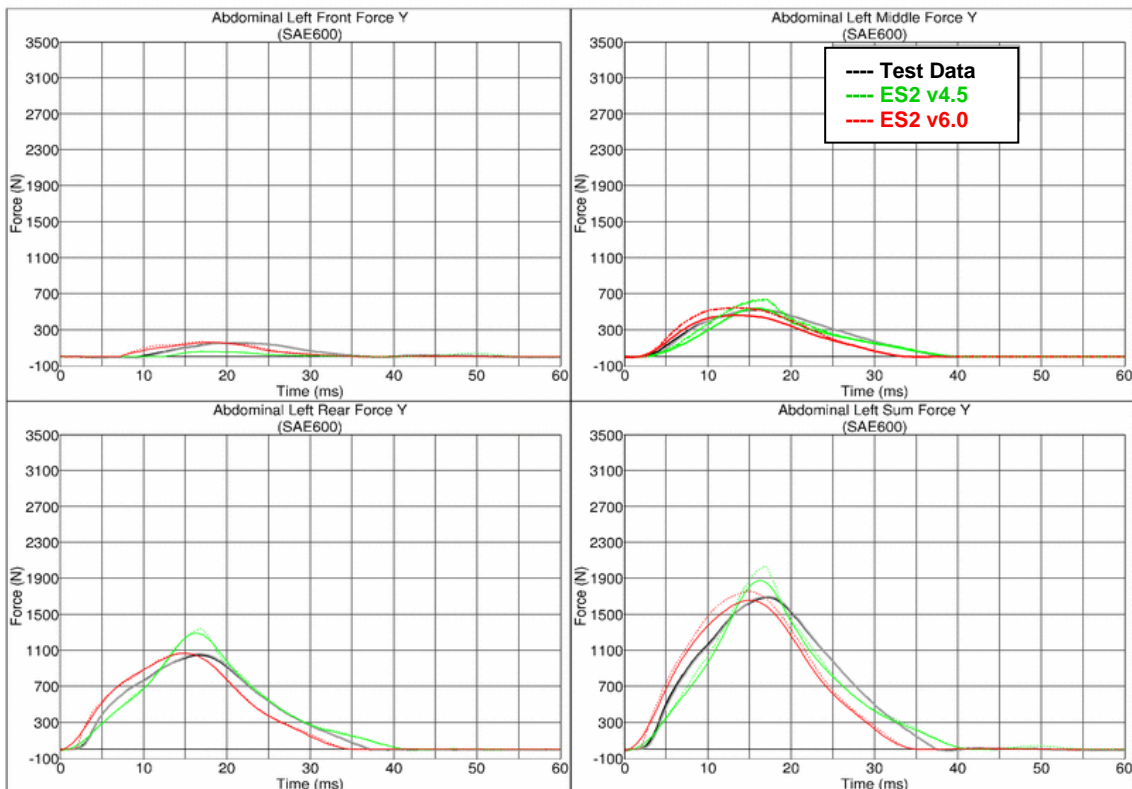 Abdominal Left Front Force Y
(SAE600)
3500
3100
2700
2300
1900
1500
1100
700
300
-100
Force (N)
0 10 20 30 40 50 60
Time (ms)
Abdominal Left Middle Force Y
(SAE600)
3500
3100
2700
2300
1900
1500
1100
700
300
-100
Force (N)
0 10 20 30 40 50 60
Time (ms)
---- Test Data
---- ES2 v4.5
---- ES2 v6.0
Abdominal Left Rear Force Y
(SAE600)
3500
3100
2700
2300
1900
1500
1100
700
300
-100
Force (N)
0 10 20 30 40 50 60
Time (ms)
Abdominal Left Sum Force Y
(SAE600)
3500
3100
2700
2300
1900
1500
1100
700
300
-100
Force (N)
0 10 20 30 40 50 60
Time (ms)